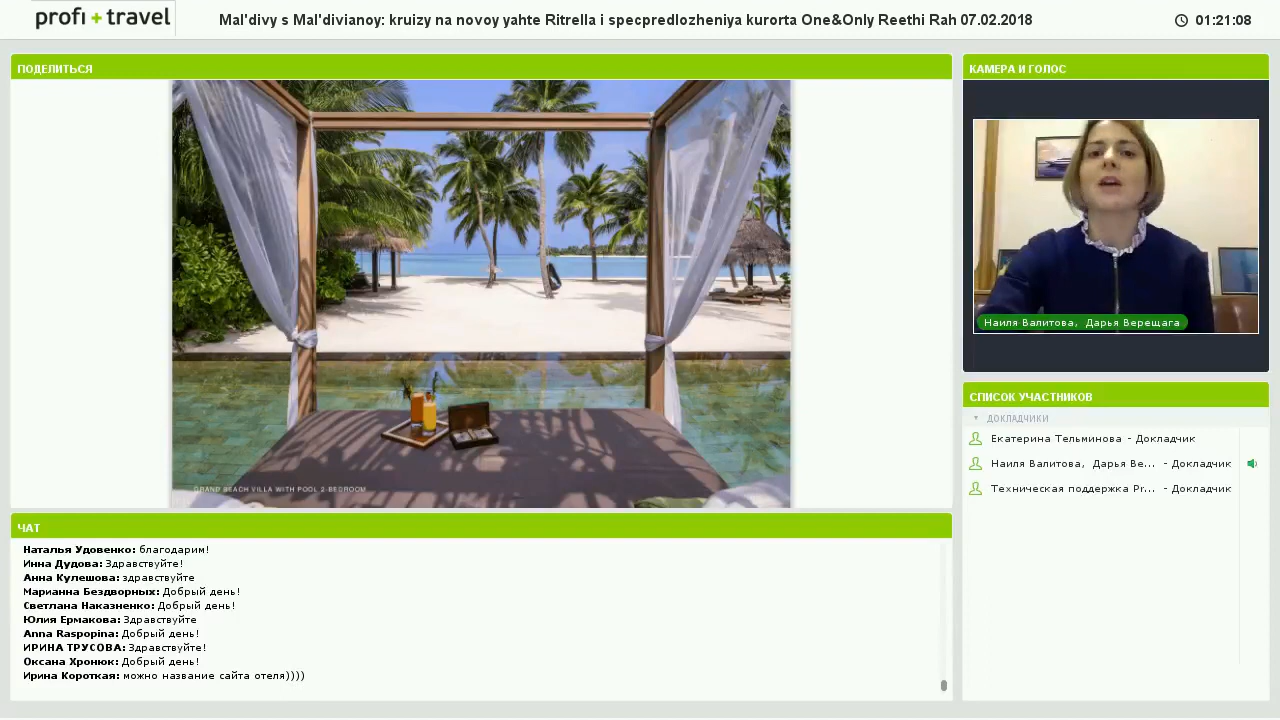 profi + travel
Mal'divy s Mal'divianoy: kruizy na novoy yahte Ritrella i specpredlozheniya kurorta One&Only Reethi Rah 07.02.2018
01:21:08
ПОДЕЛИТЬСЯ
GRAND BEACH VILLA WITH POOL 2-BEDROOM
КАМЕРА И ГОЛОС
Наиля Валитова, Дарья Верещага
СПИСОК УЧАСТНИКОВ
ДОКЛАДЧИКИ
Екатерина Тельминова - Докладчик
Наиля Валитова, Дарья Ве... - Докладчик
Техническая поддержка Pr... - Докладчик
ЧАТ
Наталья Удовенко: благодарим!
Инна Дудова: Здравствуйте!
Анна Кулешова: здравствуйте
Марианна Бездворных: Добрый день!
Светлана Наказненко: Добрый день!
Юлия Ермакова: Здравствуйте
Anna Raspopina: Добрый день!
ИРИНА ТРУСОВА: Здравствуйте!
Оксана Хронюк: Добрый день!
Ирина Короткая: можно название сайта отеля))))